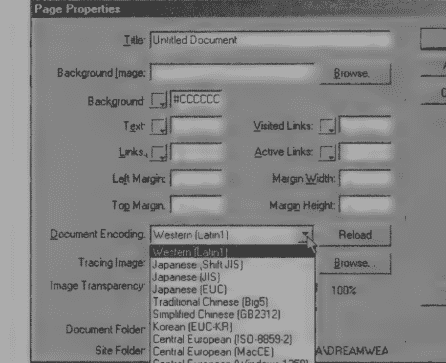 Page Properties
Title: Untitled Document
Background Image: Browse...
Background: #CCCCCC
Text: Visited Links:
Links: Active Links:
Left Margin: Margin Width:
Top Margin: Margin Height:
Document Encoding: Western (Latin1) Reload
Western (Latin1)
Tracing Image: Japanese (Shift JIS) Browse...
Japanese (JIS)
Image Transparency: Japanese (EUC) 100%
Traditional Chinese (Big5)
Simplified Chinese (GB2312)
Document Folder: Korean (EUC-KR)
Central European (ISO-8859-2)
Site Folder: Central European (MacCE) A\DREAMWEA